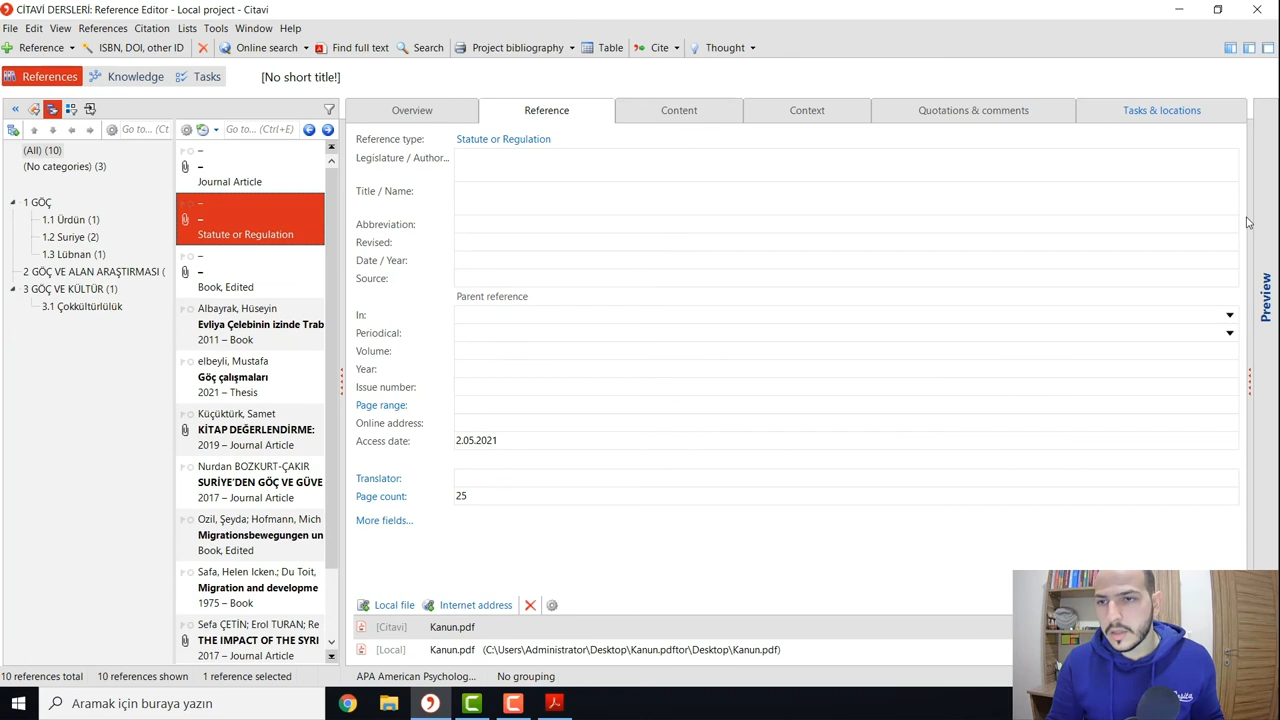 CİTAVİ DERSLERİ: Reference Editor - Local project - Citavi
File Edit View References Citation Lists Tools Window Help
Reference ISBN, DOI, other ID Online search Find full text Search Project bibliography Table Cite Thought
References Knowledge Tasks [No short title!]
Overview Reference Content Context Quotations & comments Tasks & locations
Go to... (Ct Go to... (Ctrl+E)
(All) (10)
(No categories) (3)
1 GÖÇ
1.1 Ürdün (1)
1.2 Suriye (2)
1.3 Lübnan (1)
2 GÖÇ VE ALAN ARAŞTIRMASI (
3 GÖÇ VE KÜLTÜR (1)
3.1 Çokkültürlülük
–
–
Journal Article
–
–
Statute or Regulation
–
–
Book, Edited
Albayrak, Hüseyin
Evliya Çelebinin izinde Trab
2011 – Book
elbeyli, Mustafa
Göç çalışmaları
2021 – Thesis
Küçüktürk, Samet
KİTAP DEĞERLENDİRME:
2019 – Journal Article
Nurdan BOZKURT-ÇAKIR
SURİYE'DEN GÖÇ VE GÜVE
2017 – Journal Article
Ozil, Şeyda; Hofmann, Mich
Migrationsbewegungen un
Book, Edited
Safa, Helen Icken.; Du Toit,
Migration and developme
1975 – Book
Sefa ÇETİN; Erol TURAN; Re
THE IMPACT OF THE SYRI
2017 – Journal Article
Reference type: Statute or Regulation
Legislature / Author...
Title / Name:
Abbreviation:
Revised:
Date / Year:
Source:
Parent reference
In:
Periodical:
Volume:
Year:
Issue number:
Page range:
Online address:
Access date: 2.05.2021
Translator:
Page count: 25
More fields...
Preview
Local file Internet address
[Citavi] Kanun.pdf
[Local] Kanun.pdf (C:\Users\Administrator\Desktop\Kanun.pdftor\Desktop\Kanun.pdf)
10 references total 10 references shown 1 reference selected APA American Psycholog... No grouping
Aramak için buraya yazın